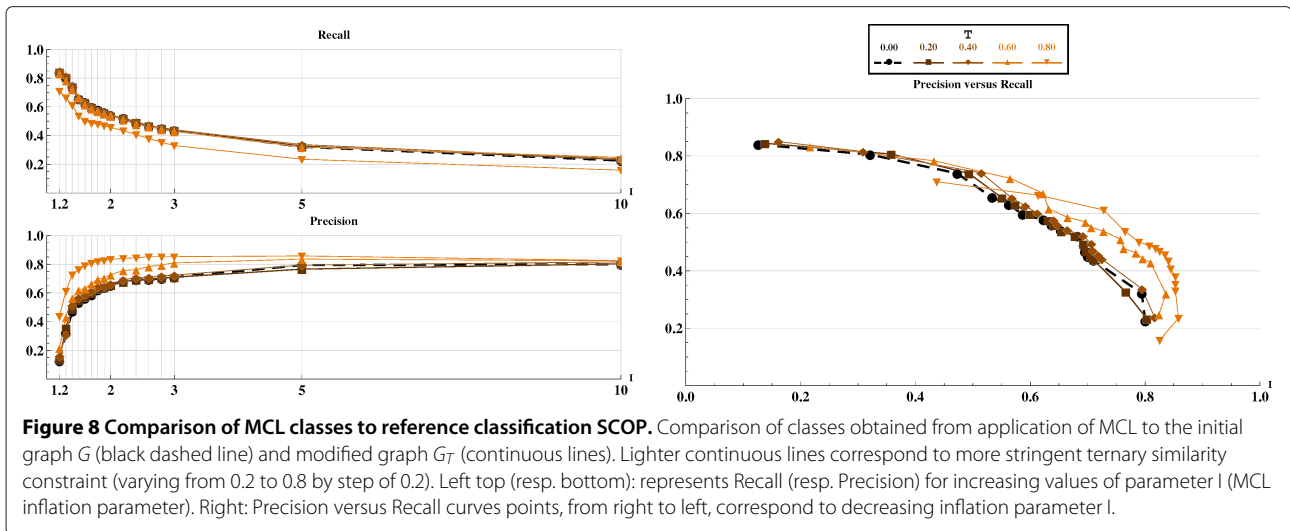 Recall
1.0
0.8
0.6
0.4
0.2
1.2 2 3 5 10
I
Precision
1.0
0.8
0.6
0.4
0.2
1.2 2 3 5 10
I
T
0.00 0.20 0.40 0.60 0.80
Precision versus Recall
1.0
0.8
0.6
0.4
0.2
0.0 0.2 0.4 0.6 0.8 1.0
I
Figure 8 Comparison of MCL classes to reference classification SCOP. Comparison of classes obtained from application of MCL to the initial
graph G (black dashed line) and modified graph G_T (continuous lines). Lighter continuous lines correspond to more stringent ternary similarity
constraint (varying from 0.2 to 0.8 by step of 0.2). Left top (resp. bottom): represents Recall (resp. Precision) for increasing values of parameter I (MCL
inflation parameter). Right: Precision versus Recall curves points, from right to left, correspond to decreasing inflation parameter I.